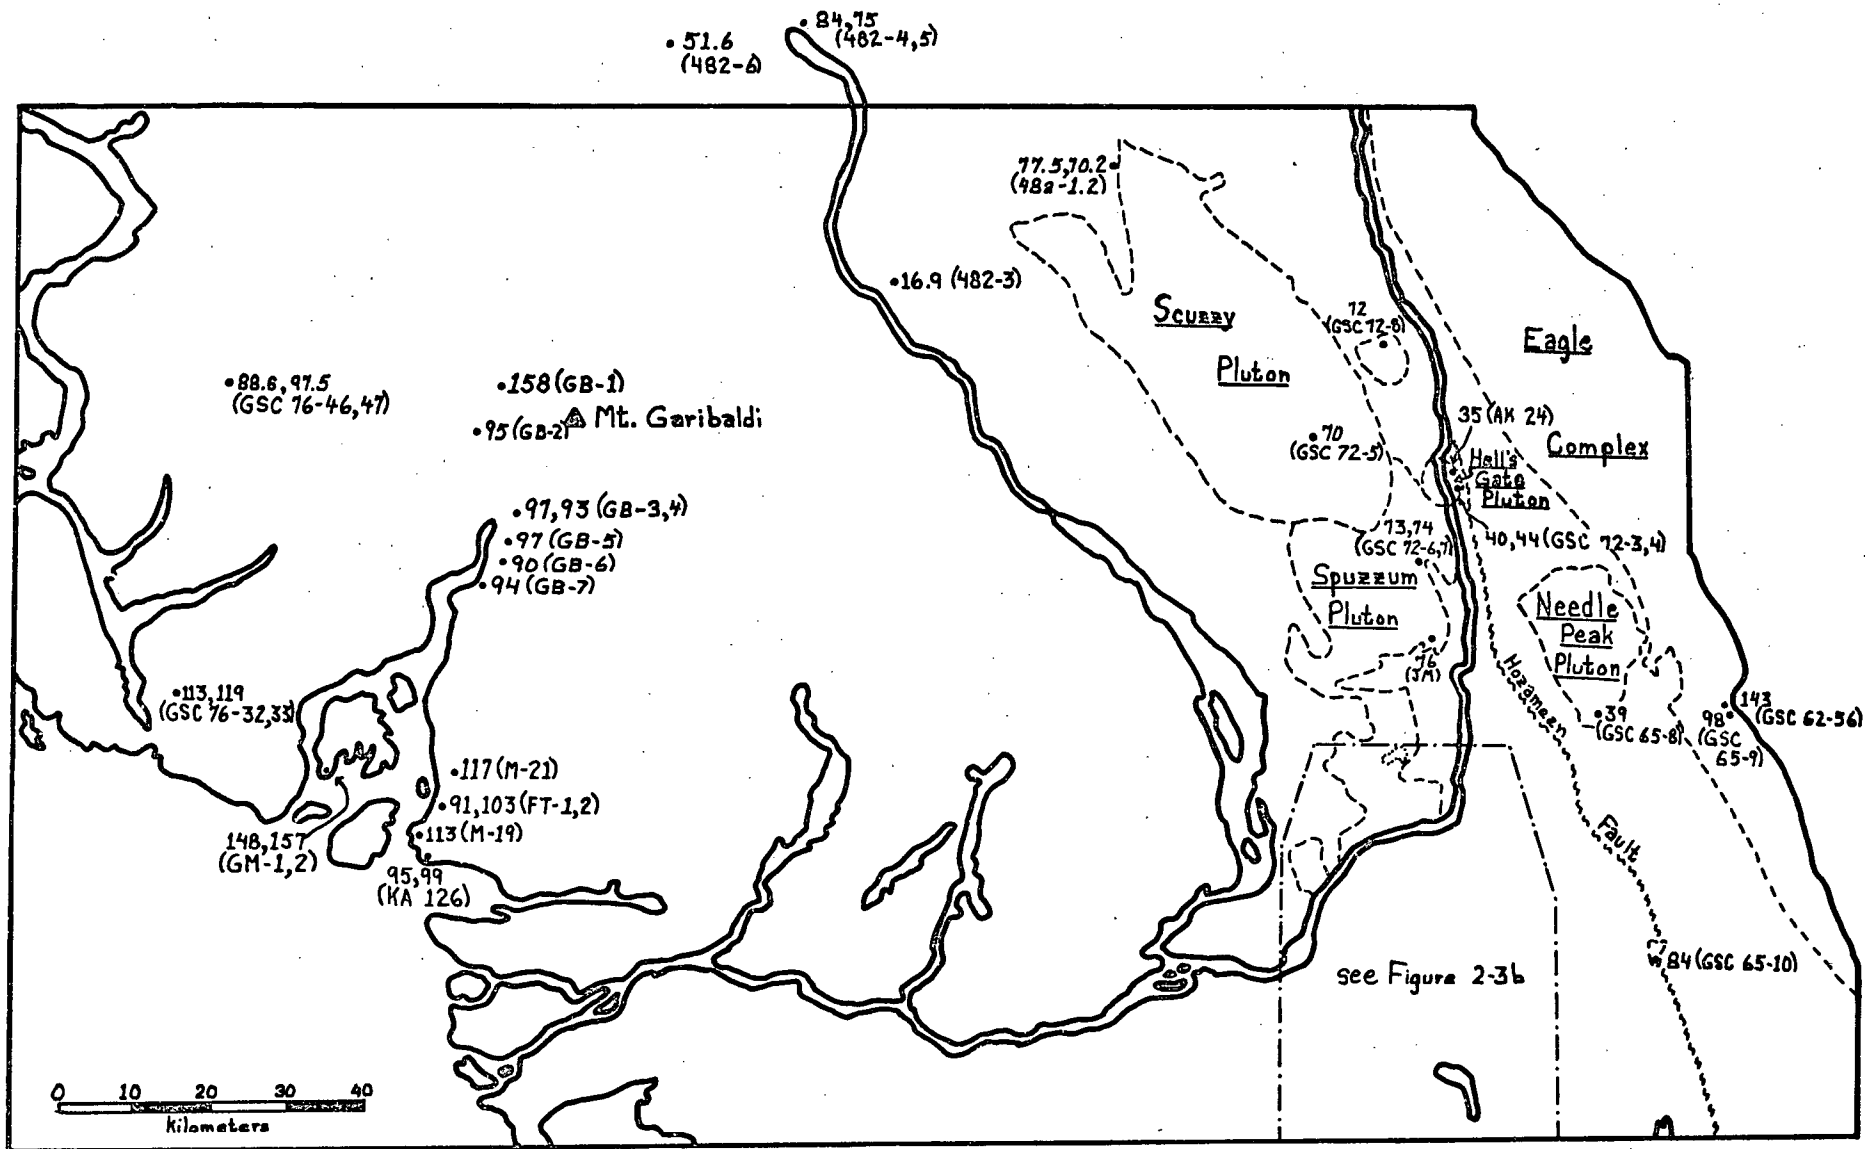 84,75
(482-4,5)
51.6
(482-6)
77.5,70.2
(48a-1.2)
16.9 (482-3)
Scuzzy
Pluton
72
(GSC 72-8)
Eagle
Complex
88.6,97.5
(GSC 76-46,47)
158 (GB-1)
95 (GB-2)
Mt. Garibaldi
35 (AK 24)
70
(GSC 72-5)
Hell's
Gate
Pluton
97,93 (GB-3,4)
97 (GB-5)
90 (GB-6)
94 (GB-7)
73,74
(GSC 72-6,7)
40,44 (GSC 72-3,4)
Spuzzum
Pluton
Needle
Peak
Pluton
76
(JM)
Hozameen
Fault
113,119
(GSC 76-32,33)
39
(GSC 65-8)
143
(GSC 62-56)
98
(GSC
65-9)
117 (M-21)
91,103 (FT-1,2)
113 (M-19)
148,157
(GM-1,2)
95,99
(KA 126)
84 (GSC 65-10)
see Figure 2-3b
0 10 20 30 40
kilometers